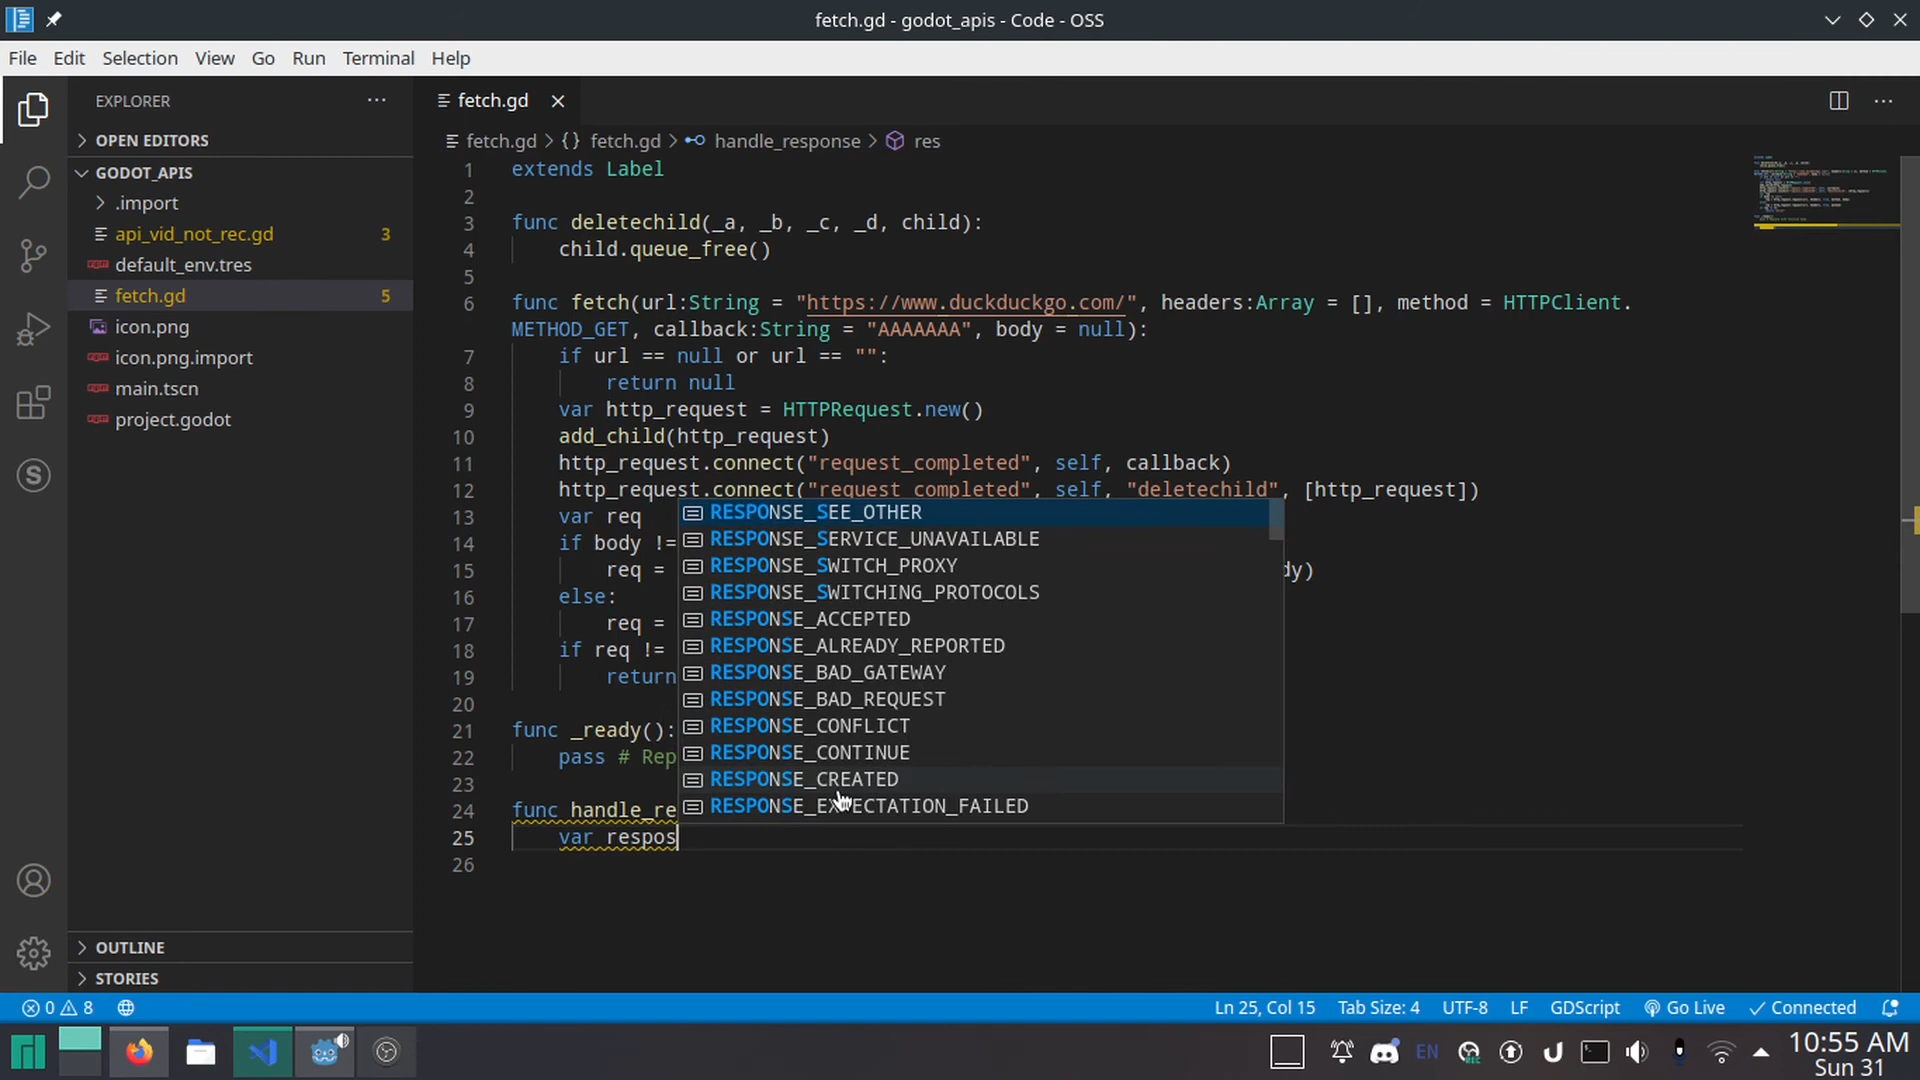 fetch.gd - godot_apis - Code - OSS
File Edit Selection View Go Run Terminal Help
EXPLORER
fetch.gd
OPEN EDITORS
fetch.gd > {} fetch.gd > handle_response > res
GODOT_APIS
.import
api_vid_not_rec.gd 3
default_env.tres
fetch.gd 5
icon.png
icon.png.import
main.tscn
project.godot
OUTLINE
STORIES
1 extends Label
2
3 func deletechild(_a, _b, _c, _d, child):
4 child.queue_free()
5
6 func fetch(url:String = "https://www.duckduckgo.com/", headers:Array = [], method = HTTPClient.
METHOD_GET, callback:String = "AAAAAAA", body = null):
7 if url == null or url == "":
8 return null
9 var http_request = HTTPRequest.new()
10 add_child(http_request)
11 http_request.connect("request_completed", self, callback)
12 http_request.connect("request_completed", self, "deletechild", [http_request])
13 var req
14 if body !=
15 req = dy)
16 else:
17 req =
18 if req !=
19 return
20
21 func _ready():
22 pass # Rep
23
24 func handle_re
25 var respos
26
RESPONSE_SEE_OTHER
RESPONSE_SERVICE_UNAVAILABLE
RESPONSE_SWITCH_PROXY
RESPONSE_SWITCHING_PROTOCOLS
RESPONSE_ACCEPTED
RESPONSE_ALREADY_REPORTED
RESPONSE_BAD_GATEWAY
RESPONSE_BAD_REQUEST
RESPONSE_CONFLICT
RESPONSE_CONTINUE
RESPONSE_CREATED
RESPONSE_EXPECTATION_FAILED
0 8 Ln 25, Col 15 Tab Size: 4 UTF-8 LF GDScript Go Live Connected
EN 10:55 AM
Sun 31